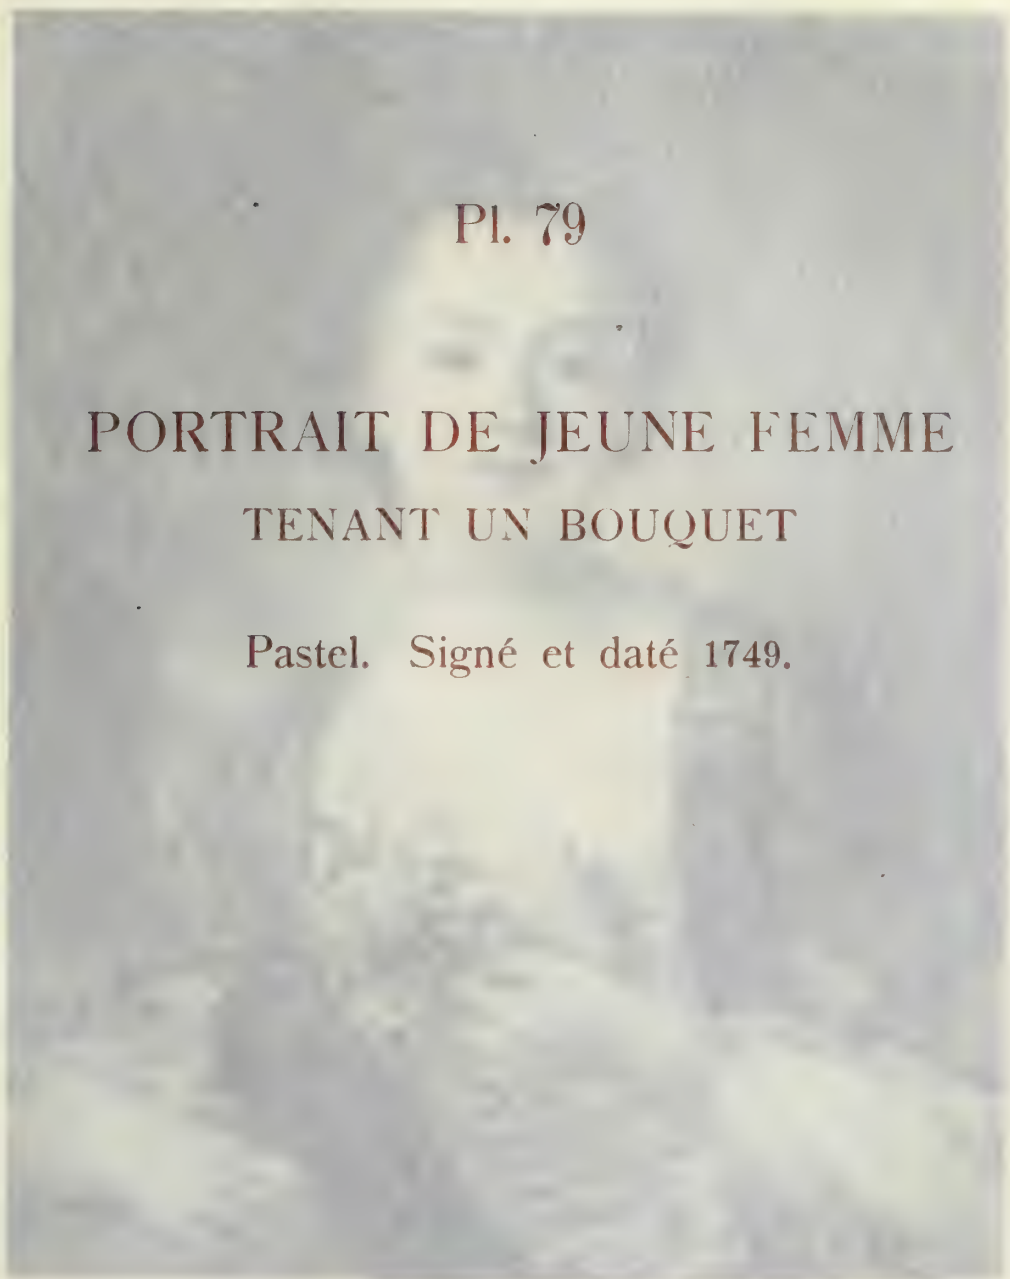 Pl. 79
PORTRAIT DE JEUNE FEMME
TENANT UN BOUQUET
Pastel. Signé et daté 1749.